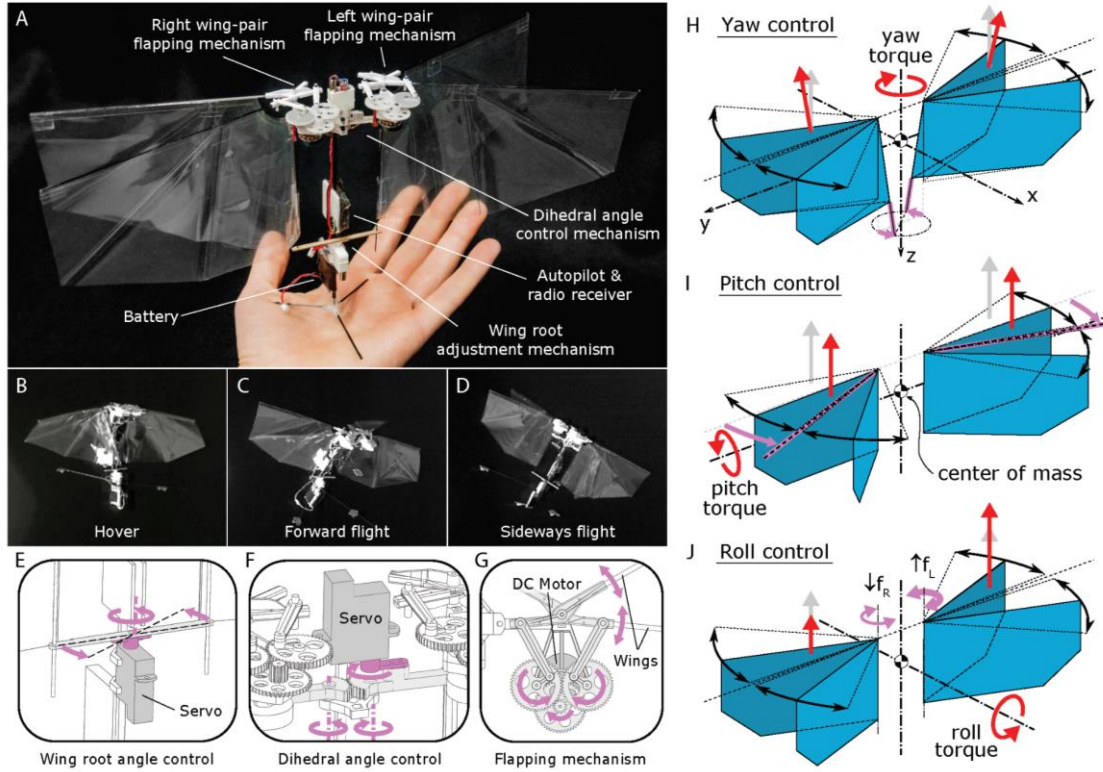 A
Right wing-pair
flapping mechanism
Left wing-pair
flapping mechanism
Dihedral angle
control mechanism
Autopilot &
radio receiver
Battery
Wing root
adjustment mechanism
B
Hover
C
Forward flight
D
Sideways flight
E
Servo
Wing root angle control
F
Servo
Dihedral angle control
G
DC Motor
Wings
Flapping mechanism
H Yaw control
yaw
torque
x
y
z
I Pitch control
pitch
torque
center of mass
J Roll control
↓fR
↑fL
roll
torque